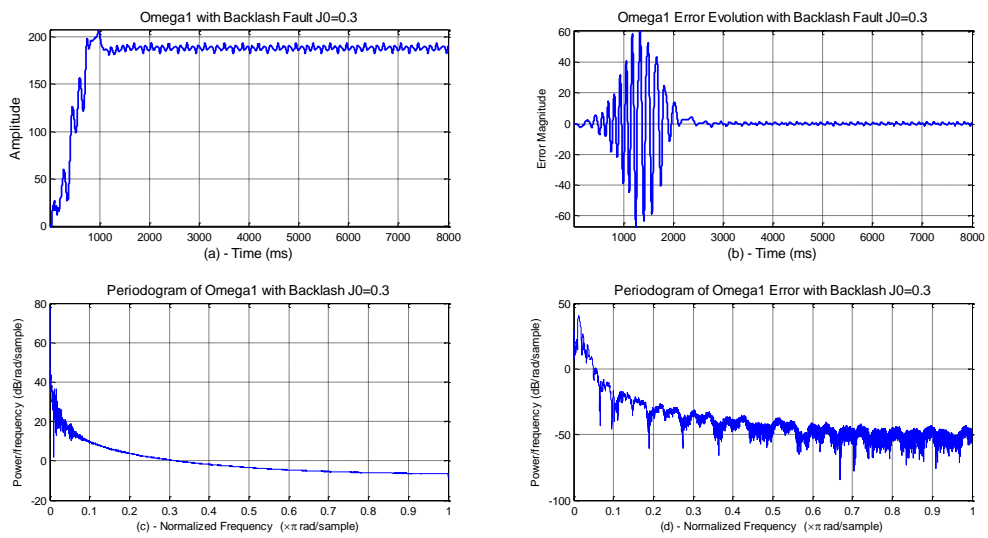 Omega1 with Backlash Fault J0=0.3
Amplitude
200
150
100
50
0
1000 2000 3000 4000 5000 6000 7000 8000
(a) - Time (ms)
Omega1 Error Evolution with Backlash Fault J0=0.3
Error Magnitude
60
40
20
0
-20
-40
-60
1000 2000 3000 4000 5000 6000 7000 8000
(b) - Time (ms)
Periodogram of Omega1 with Backlash J0=0.3
Power/frequency (dB/rad/sample)
80
60
40
20
0
-20
0 0.1 0.2 0.3 0.4 0.5 0.6 0.7 0.8 0.9 1
(c) - Normalized Frequency (×π rad/sample)
Periodogram of Omega1 Error with Backlash J0=0.3
Power/frequency (dB/rad/sample)
50
0
-50
-100
0 0.1 0.2 0.3 0.4 0.5 0.6 0.7 0.8 0.9 1
(d) - Normalized Frequency (×π rad/sample)